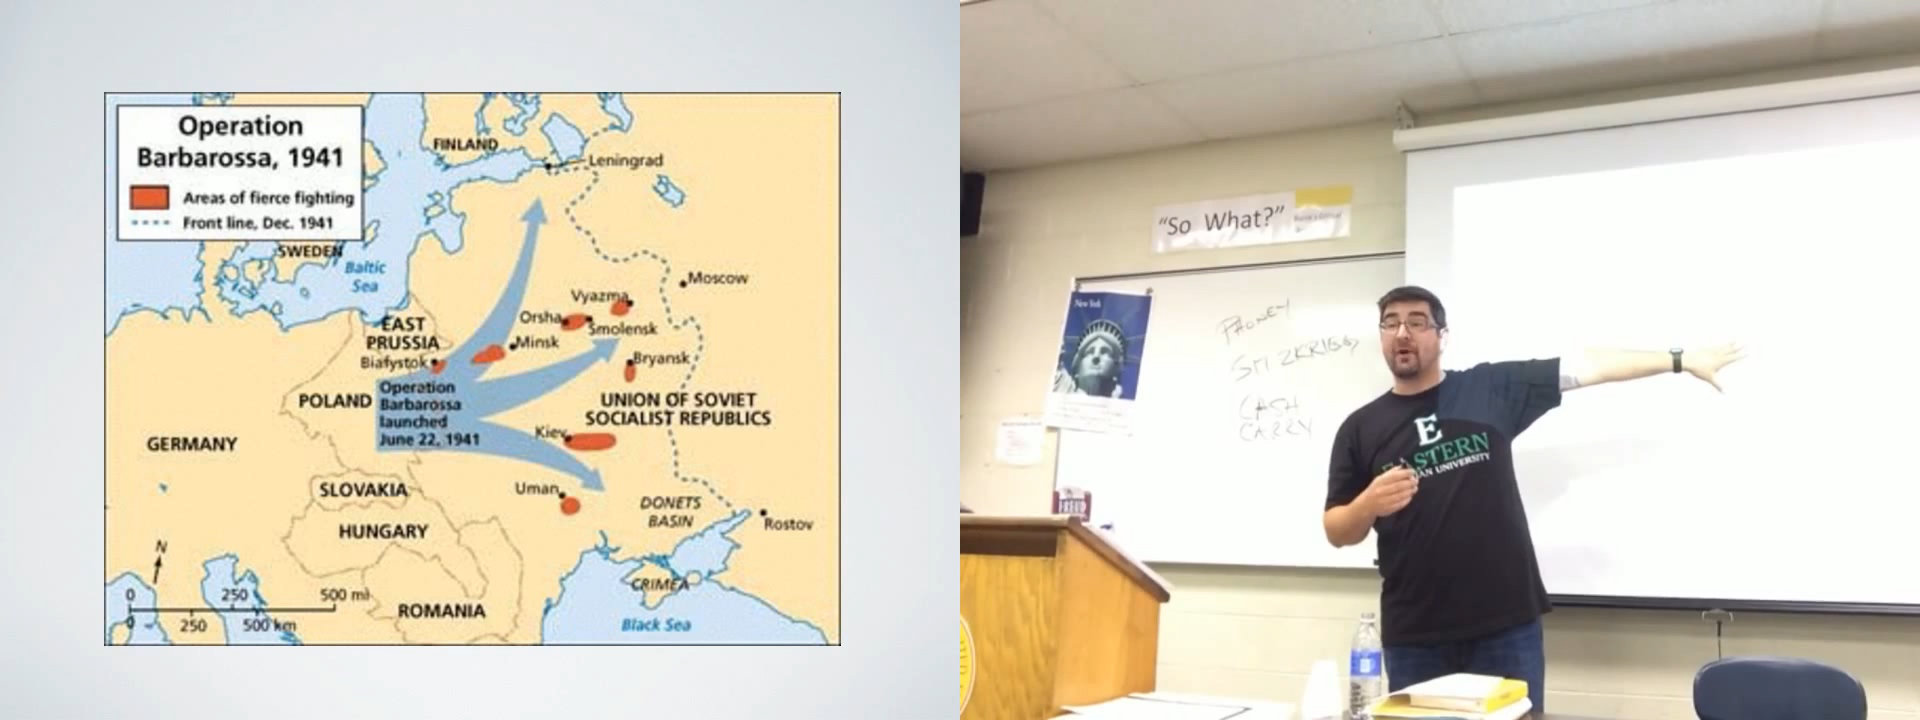 Operation
Barbarossa, 1941
Areas of fierce fighting
Front line, Dec. 1941
FINLAND
Leningrad
SWEDEN
Baltic
Sea
Moscow
Vyazma
Orsha
Smolensk
EAST
PRUSSIA
Minsk
Białystok
Bryansk
Operation
Barbarossa
launched
June 22, 1941
POLAND
UNION OF SOVIET
SOCIALIST REPUBLICS
GERMANY
Kiev
SLOVAKIA
Uman
DONETS
BASIN
Rostov
HUNGARY
N
CRIMEA
0 250 500 mi
0 250 500 km
ROMANIA
Black Sea
"So What?"
New York
PHONEY
SITZKRIEG
CASH
CARRY
E
EASTERN
AN UNIVERSITY